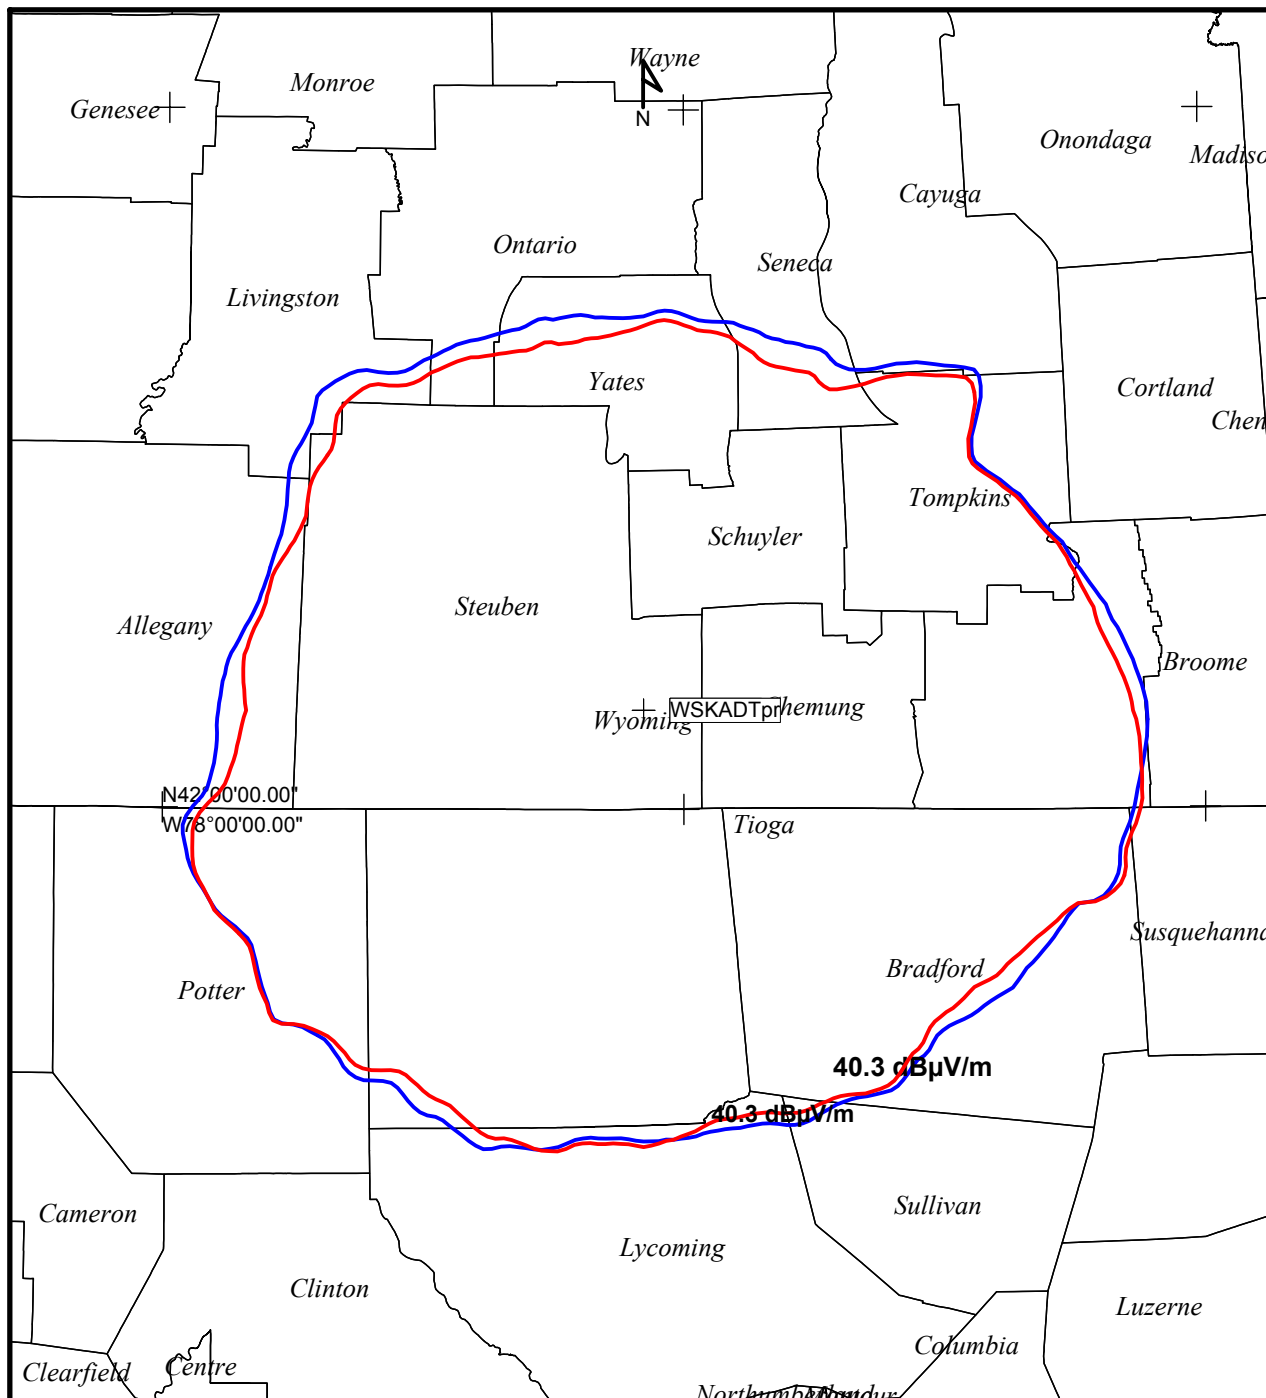 Wayne
Monroe
Genesee
N
Onondaga
Madiso
Cayuga
Ontario
Seneca
Livingston
Yates
Cortland
Chen
Tompkins
Schuyler
Steuben
Allegany
Broome
WSKADTpr
hemung
Wyoming
N42°00'00.00"
W78°00'00.00"
Tioga
Susquehanna
Bradford
Potter
40.3 dBµV/m
40.3 dBµV/m
Sullivan
Cameron
Lycoming
Clinton
Luzerne
Columbia
Centre
Clearfield